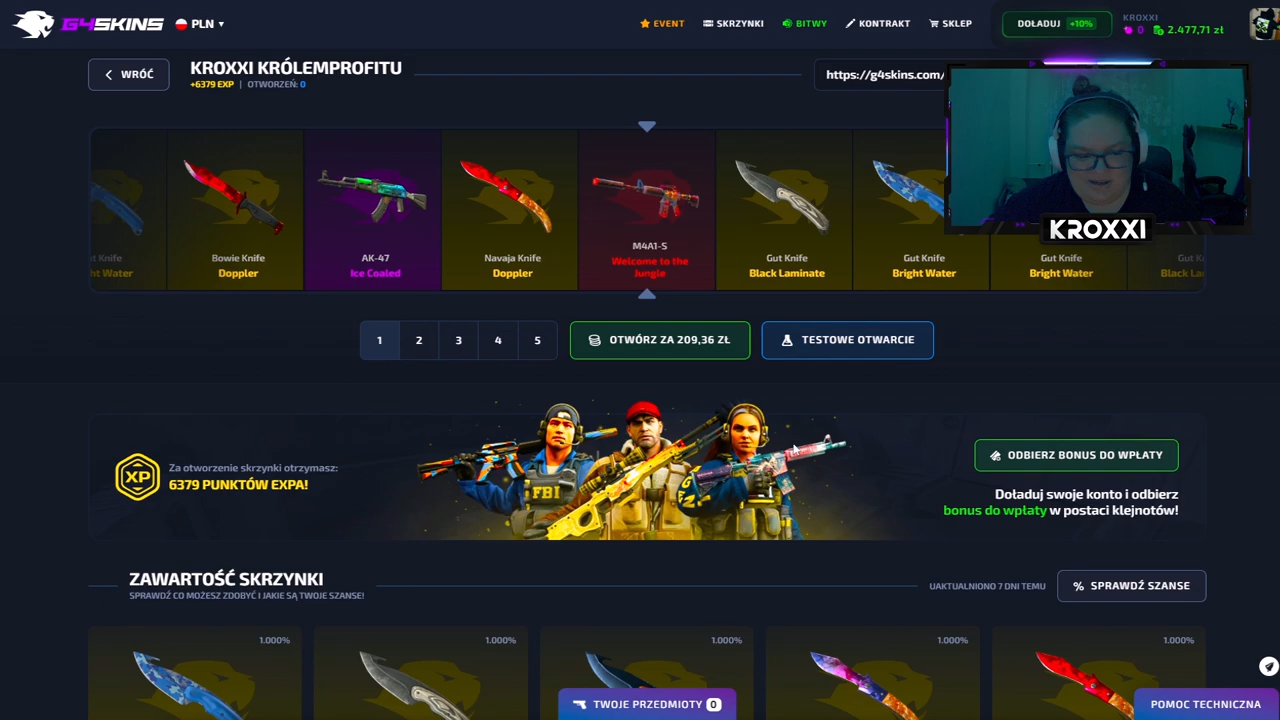 G4SKINS
PLN
EVENT
SKRZYNKI
BITWY
KONTRAKT
SKLEP
DOŁADUJ +10%
KROXXI
0 2.477,71 zł
WRÓĆ
KROXXI KRÓLEMPROFITU
+6379 EXP | OTWORZEŃ: 0
https://g4skins.com/
Bowie Knife
Doppler
AK-47
Ice Coaled
Navaja Knife
Doppler
M4A1-S
Welcome to the
Jungle
Gut Knife
Black Laminate
Gut Knife
Bright Water
Gut Knife
Bright Water
KROXXI
1
2
3
4
5
OTWÓRZ ZA 209,36 ZŁ
TESTOWE OTWARCIE
XP
Za otworzenie skrzynki otrzymasz:
6379 PUNKTÓW EXPA!
FBI
ODBIERZ BONUS DO WPŁATY
Doładuj swoje konto i odbierz
bonus do wpłaty w postaci klejnotów!
ZAWARTOŚĆ SKRZYNKI
SPRAWDŹ CO MOŻESZ ZDOBYĆ I JAKIE SĄ TWOJE SZANSE!
UAKTUALNIONO 7 DNI TEMU
% SPRAWDŹ SZANSE
1.000%
1.000%
1.000%
1.000%
1.000%
TWOJE PRZEDMIOTY 0
POMOC TECHNICZNA